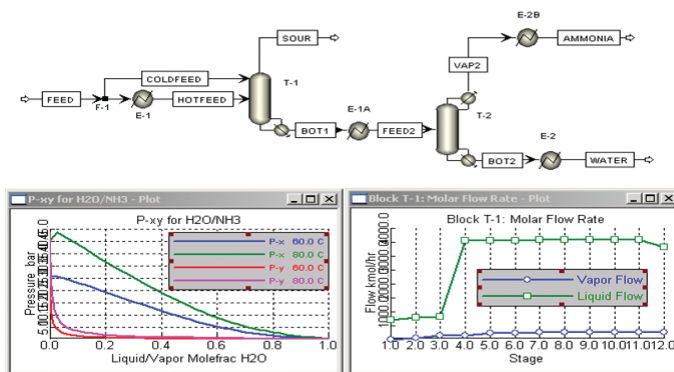 E-2B
SOUR
AMMONIA
VAP2
COLDFEED
T-1
FEED
F-1
HOTFEED
E-1
E-1A
T-2
BOT1
FEED2
E-2
BOT2
WATER
P-xy for H2O/NH3 - Plot
P-xy for H2O/NH3
P-x 60.0 C
P-x 80.0 C
P-y 60.0 C
P-y 80.0 C
Pressure bar
0.0 0.2 0.4 0.6 0.8 1.0
Liquid/Vapor Molefrac H2O
Block T-1: Molar Flow Rate - Plot
Block T-1: Molar Flow Rate
Vapor Flow
Liquid Flow
Flow kmol/hr
1.0 2.0 3.0 4.0 5.0 6.0 7.0 8.0 9.0 10.0 11.0 12.0
Stage